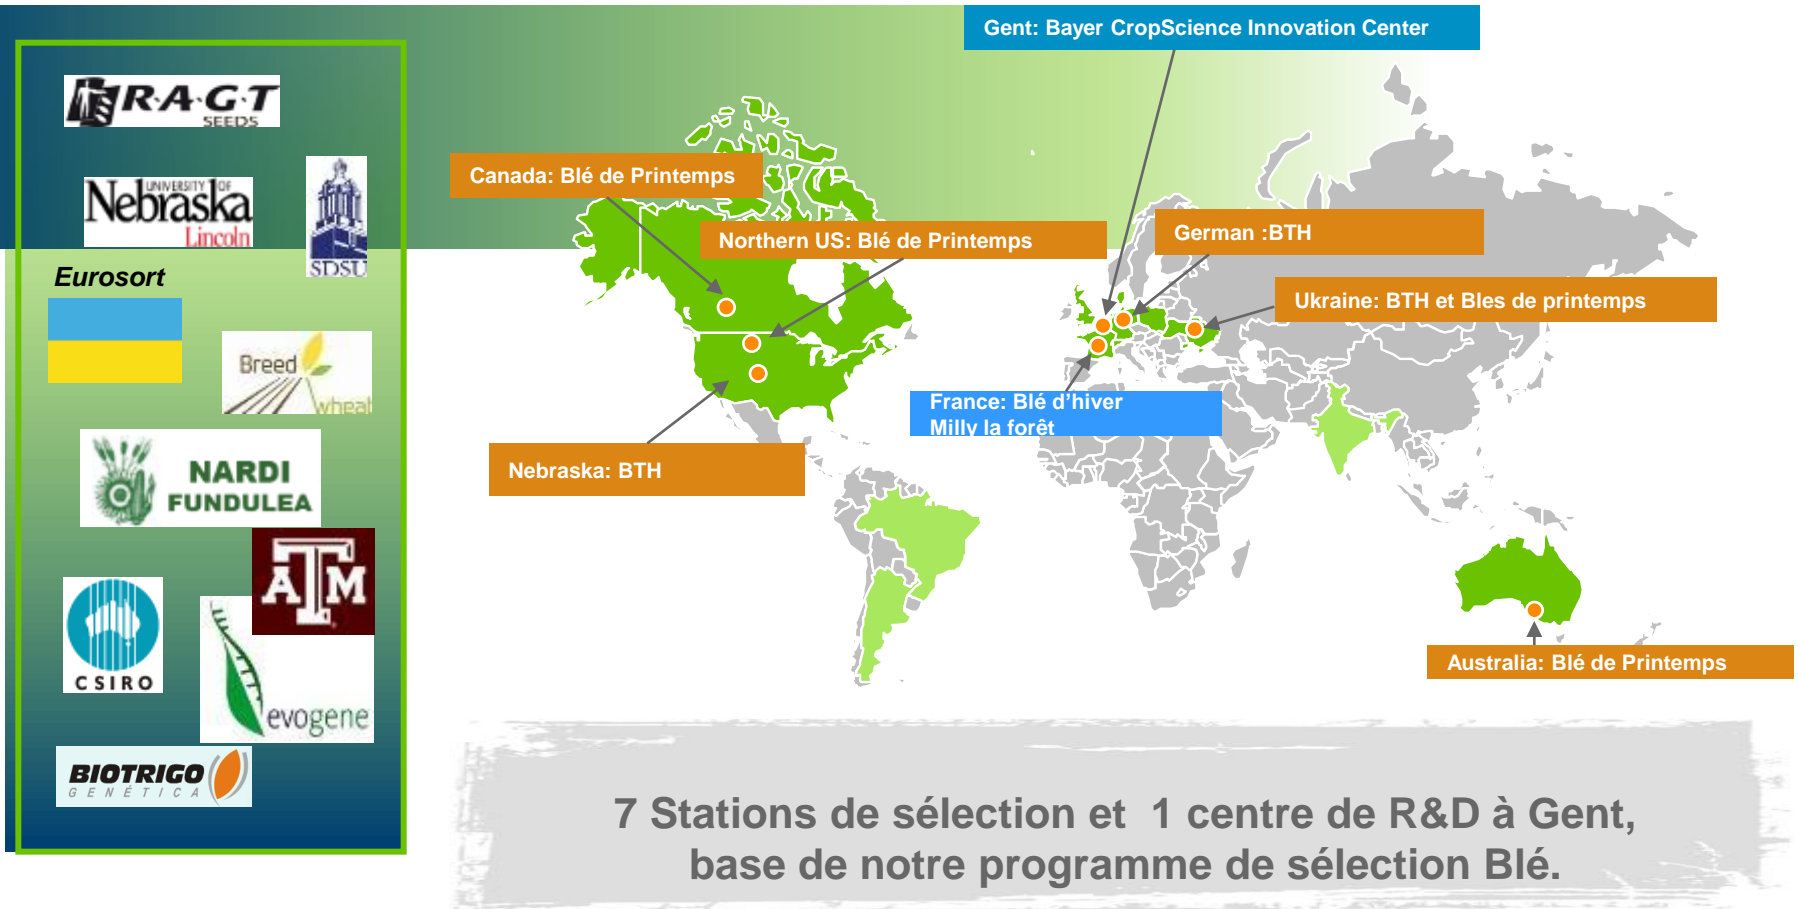 Gent: Bayer CropScience Innovation Center
R·A·G·T
SEEDS
Canada: Blé de Printemps
UNIVERSITY OF
Nebraska
Lincoln
SDSU
Northern US: Blé de Printemps
German :BTH
Eurosort
Ukraine: BTH et Bles de printemps
Breed
wheat
France: Blé d'hiver
Milly la forêt
NARDI
FUNDULEA
Nebraska: BTH
ATM
CSIRO
evogene
Australia: Blé de Printemps
BIOTRIGO
GENÉTICA
7 Stations de sélection et 1 centre de R&D à Gent,
base de notre programme de sélection Blé.